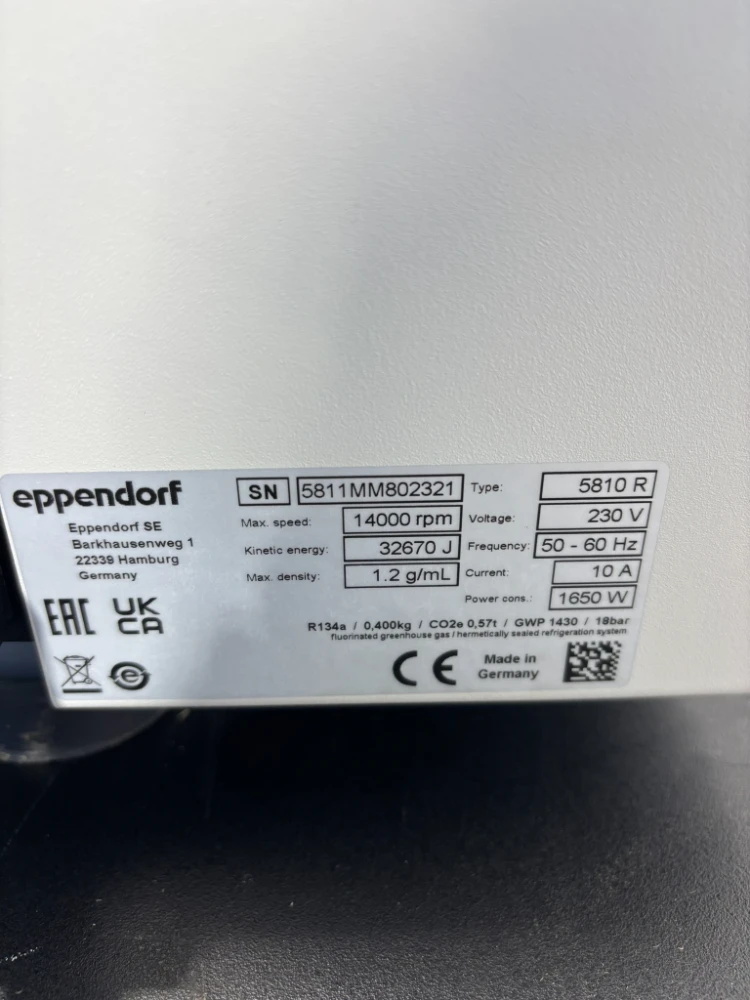 eppendorf
Eppendorf SE
Barkhausenweg 1
22339 Hamburg
Germany
EAC UK CA
SN 5811MM802321 Type: 5810 R
Max. speed: 14000 rpm Voltage: 230 V
Kinetic energy: 32670 J Frequency: 50 - 60 Hz
Max. density: 1.2 g/mL Current: 10 A
Power cons.: 1650 W
R134a / 0,400kg / CO2e 0,57t / GWP 1430 / 18bar
fluorinated greenhouse gas / hermetically sealed refrigeration system
CE Made in
Germany
e